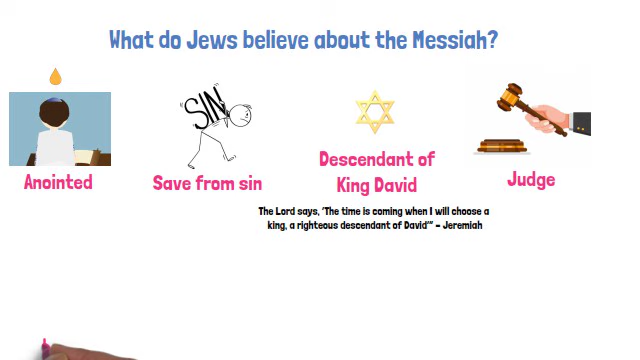 What do Jews believe about the Messiah?
SIN
Anointed
Save from sin
Descendant of
King David
Judge
The Lord says, 'The time is coming when I will choose a
king, a righteous descendant of David'" - Jeremiah